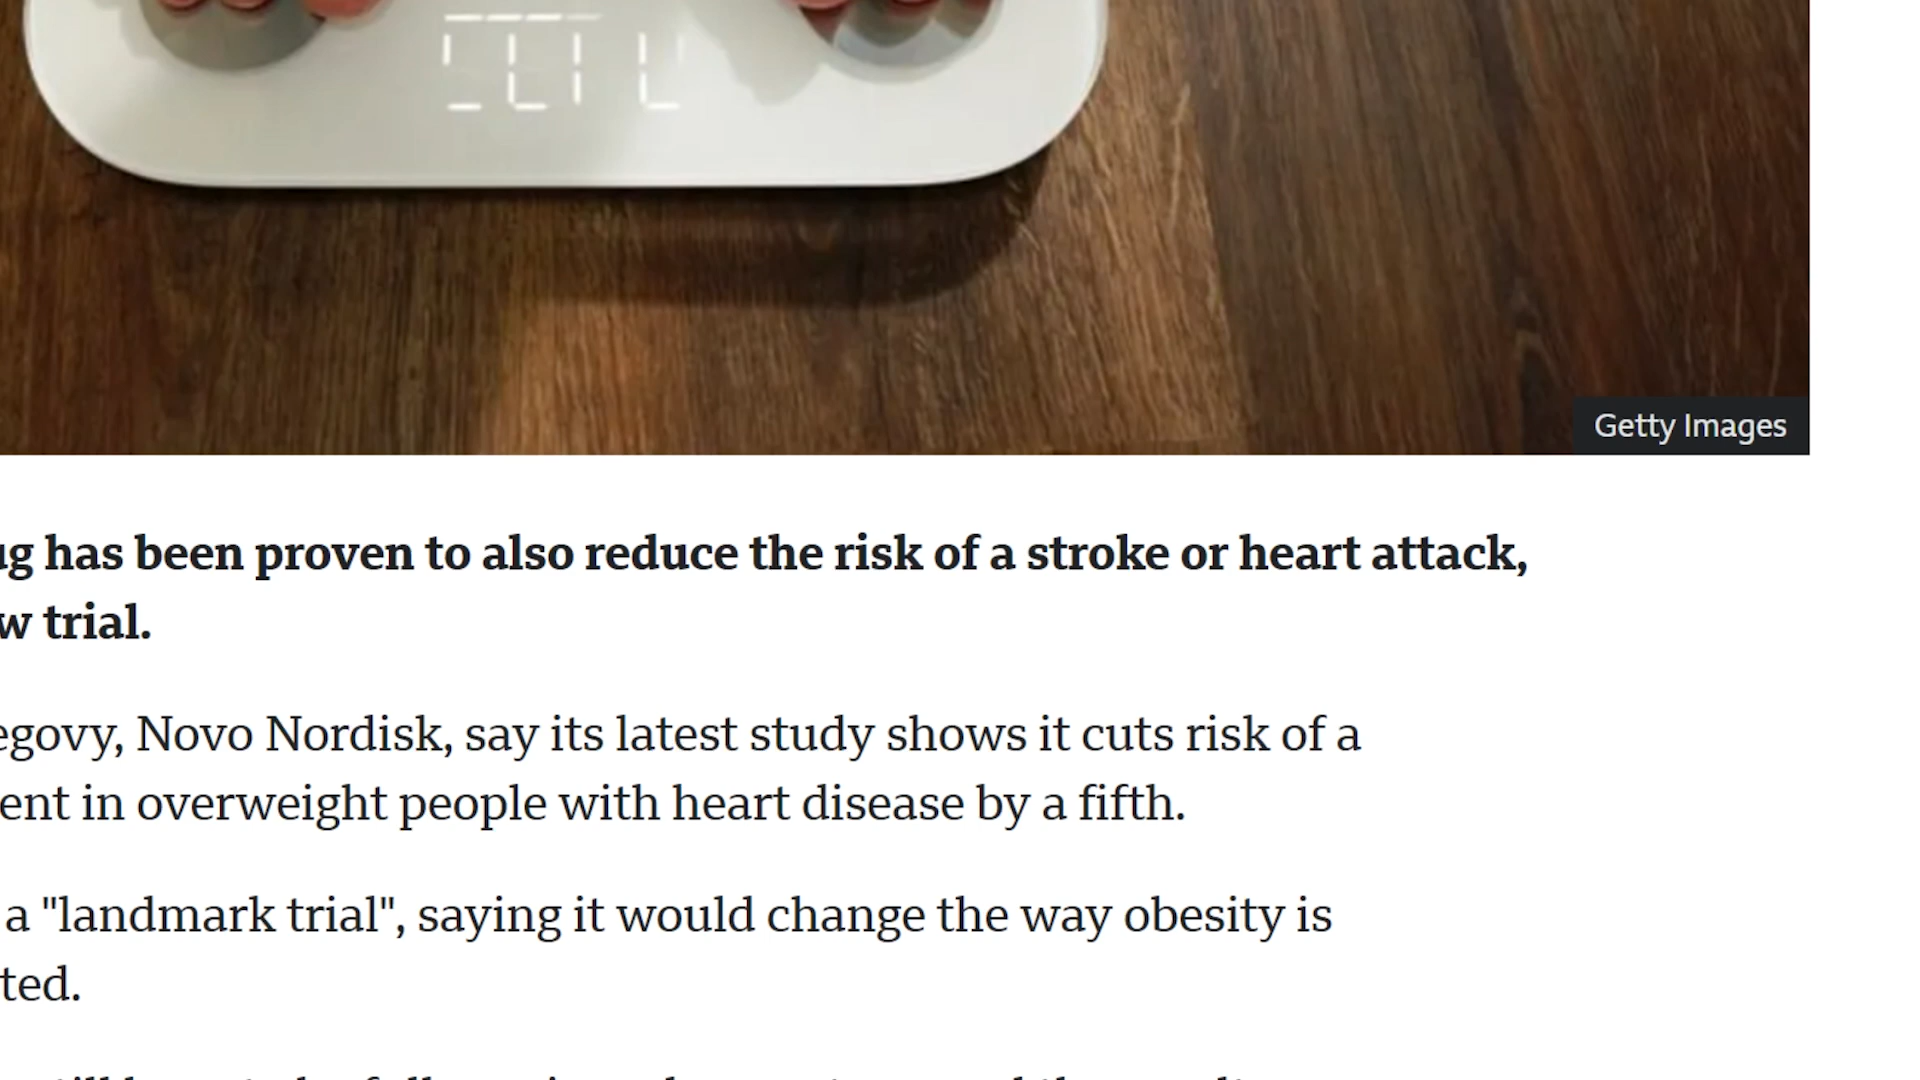 Getty Images
ug has been proven to also reduce the risk of a stroke or heart attack,
w trial.
egovy, Novo Nordisk, say its latest study shows it cuts risk of a
ent in overweight people with heart disease by a fifth.
a "landmark trial", saying it would change the way obesity is
ted.